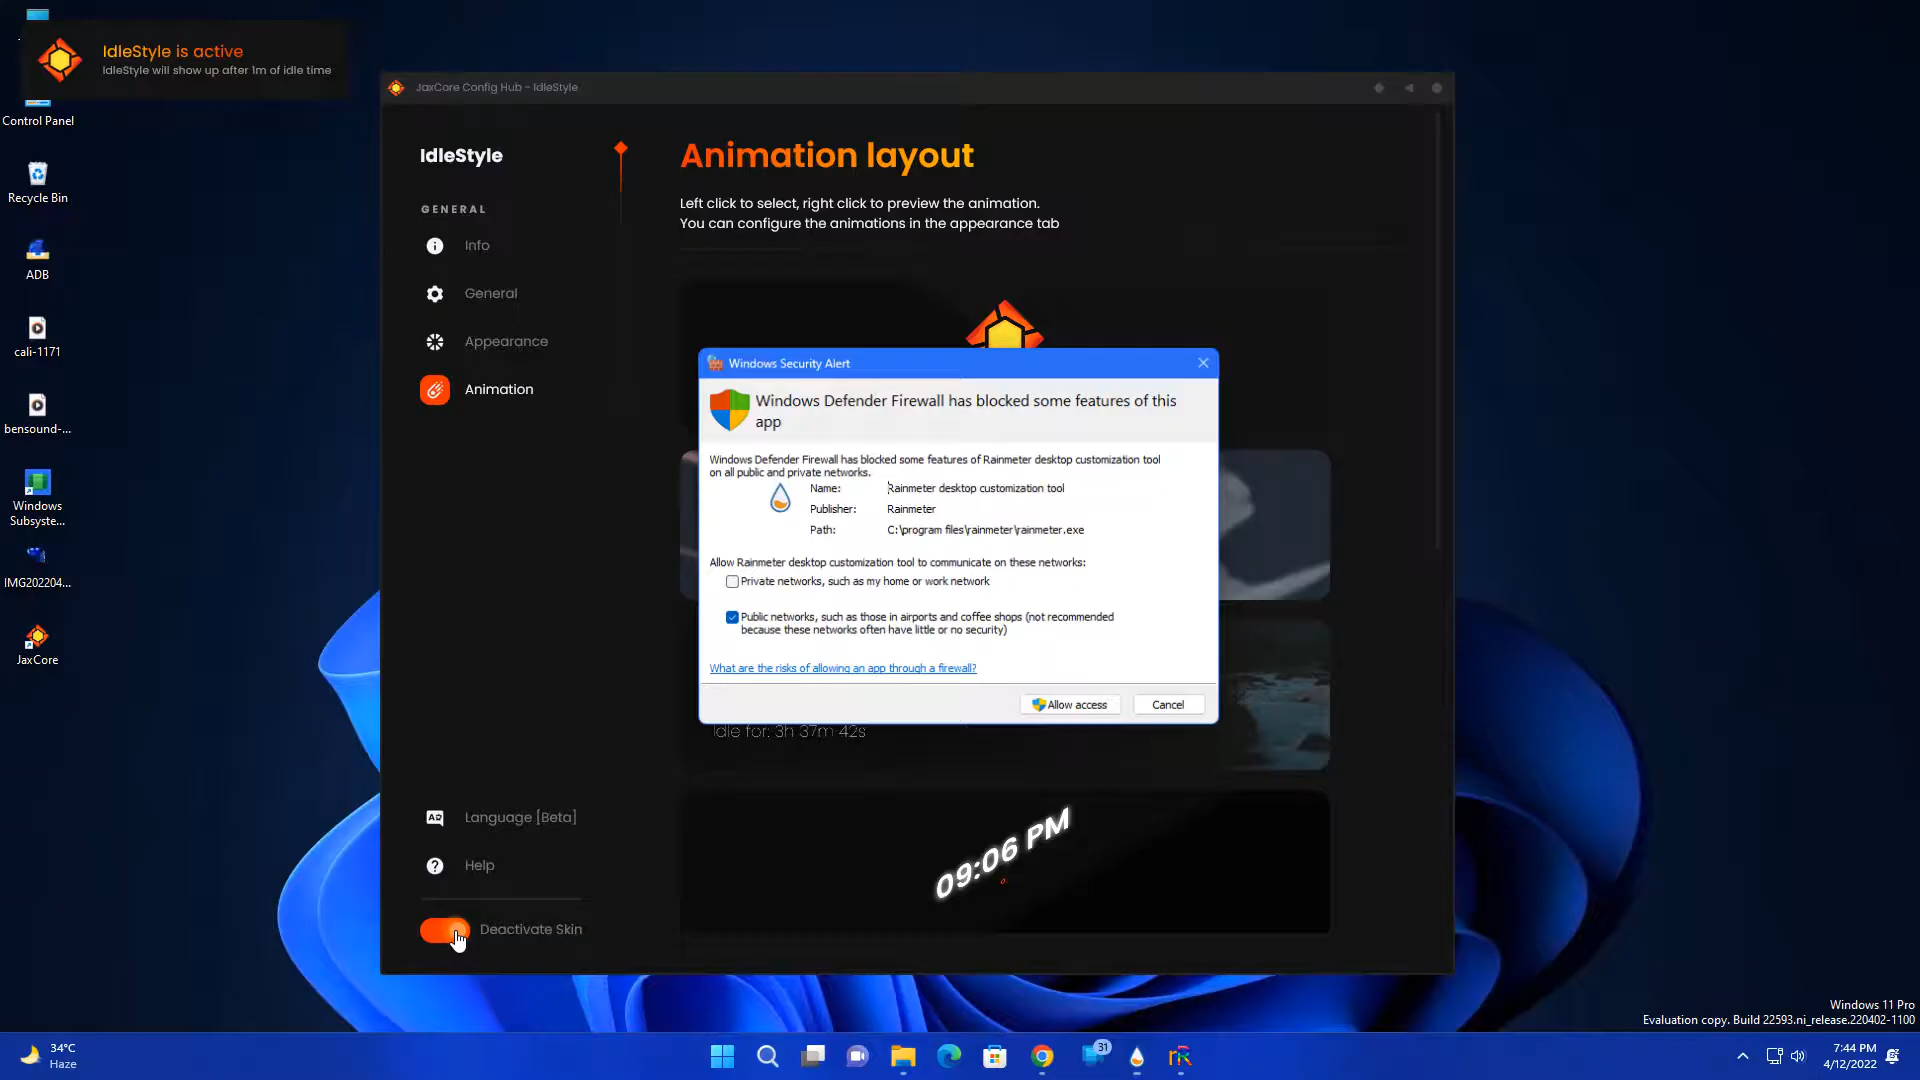 IdleStyle is active
IdleStyle will show up after 1m of idle time
Control Panel
Recycle Bin
ADB
cali-1171
bensound-...
Windows
Subsyste...
IMG202204...
JaxCore
JaxCore Config Hub - IdleStyle
IdleStyle
GENERAL
Info
General
Appearance
Animation
Language [Beta]
Help
Deactivate Skin
Animation layout
Left click to select, right click to preview the animation.
You can configure the animations in the appearance tab
Windows Security Alert
Windows Defender Firewall has blocked some features of this
app
Windows Defender Firewall has blocked some features of Rainmeter desktop customization tool
on all public and private networks.
Name: Rainmeter desktop customization tool
Publisher: Rainmeter
Path: C:\program files\rainmeter\rainmeter.exe
Allow Rainmeter desktop customization tool to communicate on these networks:
Private networks, such as my home or work network
Public networks, such as those in airports and coffee shops (not recommended
because these networks often have little or no security)
What are the risks of allowing an app through a firewall?
Allow access
Cancel
Idle for: 3h 37m 42s
09:06 PM
Windows 11 Pro
Evaluation copy. Build 22593.ni_release.220402-1100
34°C
Haze
31
7:44 PM
4/12/2022